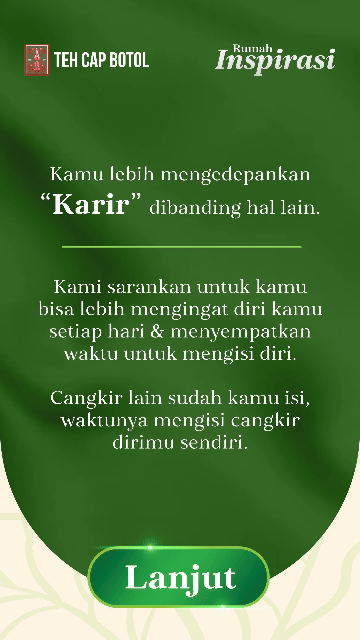 TEH CAP BOTOL
Rumah
Inspirasi
Kamu lebih mengedepankan
“Karir” dibanding hal lain.
Kami sarankan untuk kamu
bisa lebih mengingat diri kamu
setiap hari & menyempatkan
waktu untuk mengisi diri.
Cangkir lain sudah kamu isi,
waktunya mengisi cangkir
dirimu sendiri.
Lanjut